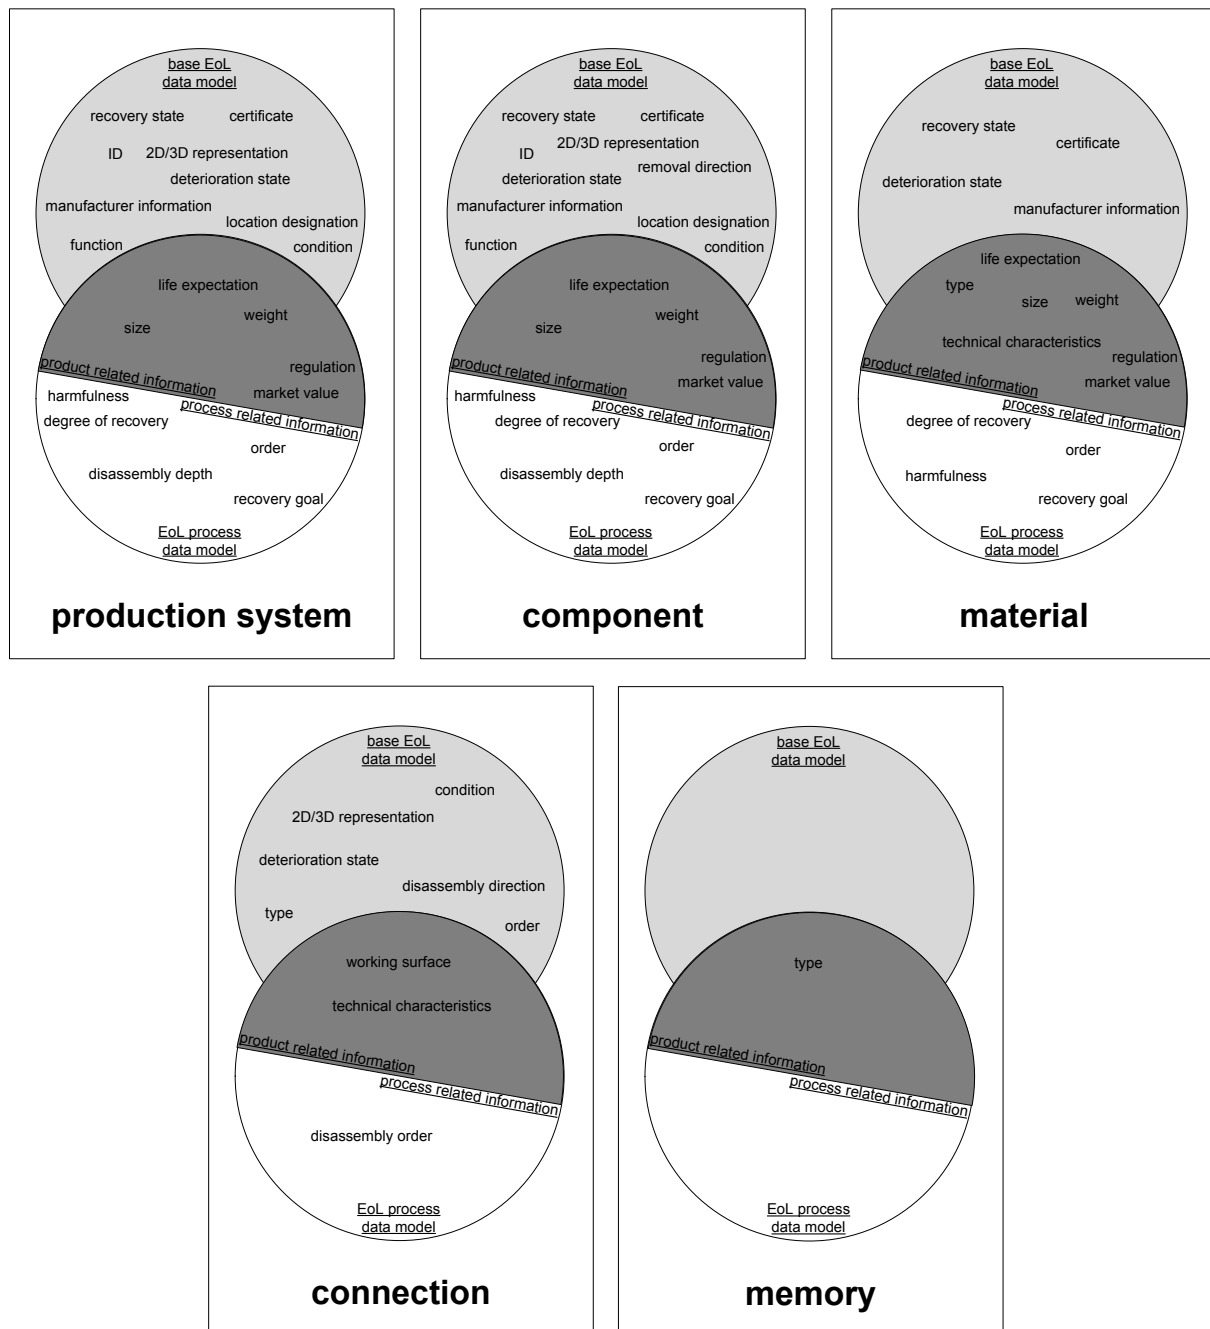 base EoL
data model
recovery state
certificate
ID
2D/3D representation
deterioration state
manufacturer information
location designation
function
condition
life expectation
weight
size
regulation
product related information
market value
harmfulness
process related information
degree of recovery
order
disassembly depth
recovery goal
EoL process
data model
production system
base EoL
data model
recovery state
certificate
2D/3D representation
ID
removal direction
deterioration state
manufacturer information
location designation
function
condition
life expectation
weight
size
regulation
product related information
market value
harmfulness
process related information
degree of recovery
order
disassembly depth
recovery goal
EoL process
data model
component
base EoL
data model
recovery state
certificate
deterioration state
manufacturer information
life expectation
type
size
weight
technical characteristics
regulation
product related information
market value
process related information
degree of recovery
order
harmfulness
recovery goal
EoL process
data model
material
base EoL
data model
condition
2D/3D representation
deterioration state
disassembly direction
type
order
working surface
technical characteristics
product related information
process related information
disassembly order
EoL process
data model
connection
base EoL
data model
type
product related information
process related information
EoL process
data model
memory